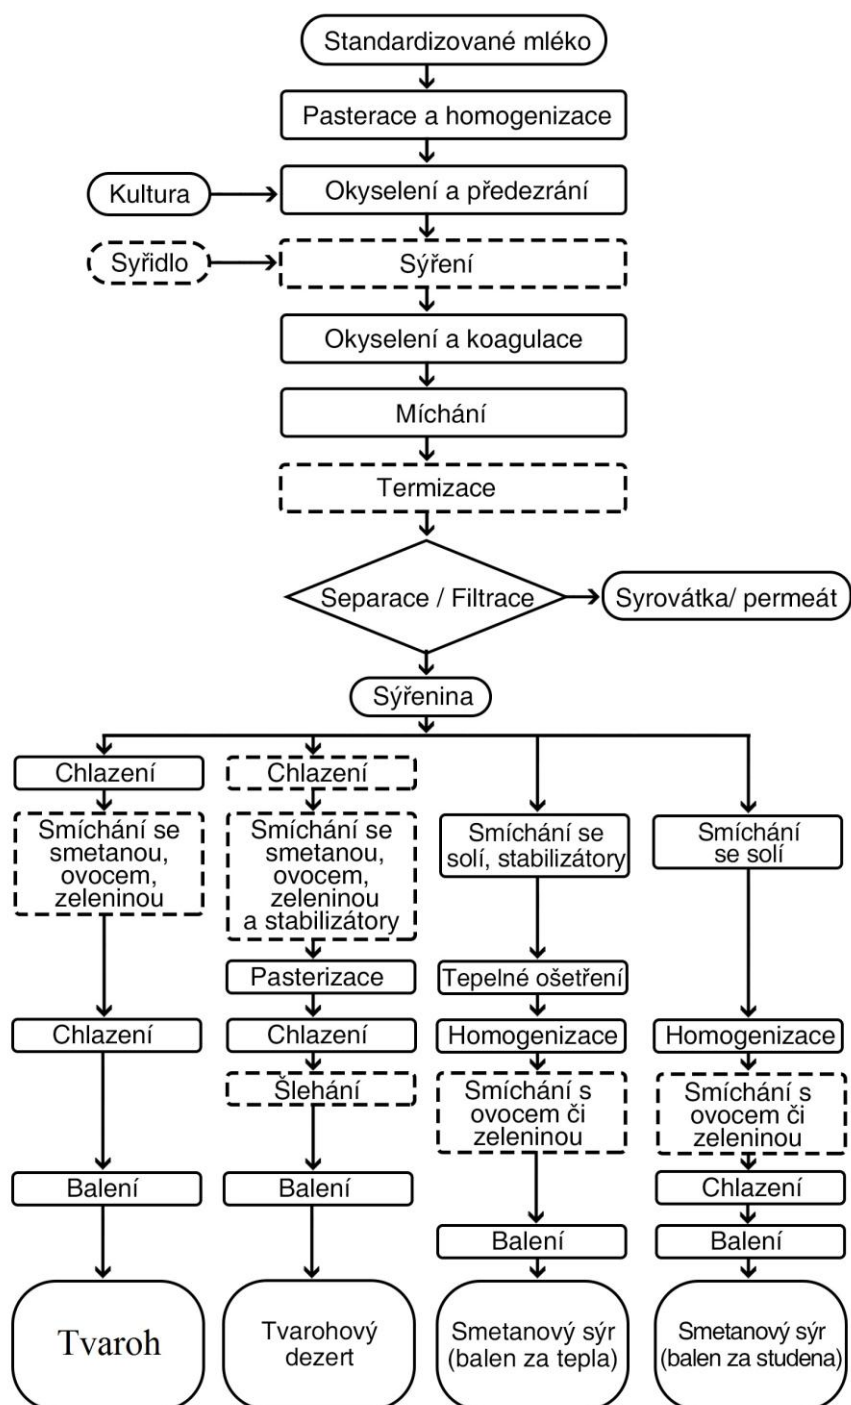 Standardizované mléko
Pasterace a homogenizace
Kultura
Okyselení a předezrání
Syřidlo
Sýření
Okyselení a koagulace
Míchání
Termizace
Separace / Filtrace
Syrovátka/ permeát
Sýřenina
Chlazení
Smíchání se
smetanou,
ovocem,
zeleninou
Chlazení
Balení
Tvaroh
Chlazení
Smíchání se
smetanou,
ovocem,
zeleninou
a stabilizátory
Pasterizace
Chlazení
Šlehání
Balení
Tvarohový
dezert
Smíchání se
solí, stabilizátory
Tepelné ošetření
Homogenizace
Smíchání s
ovocem či
zeleninou
Balení
Smetanový sýr
(balen za tepla)
Smíchání
se solí
Homogenizace
Smíchání s
ovocem či
zeleninou
Chlazení
Balení
Smetanový sýr
(balen za studena)